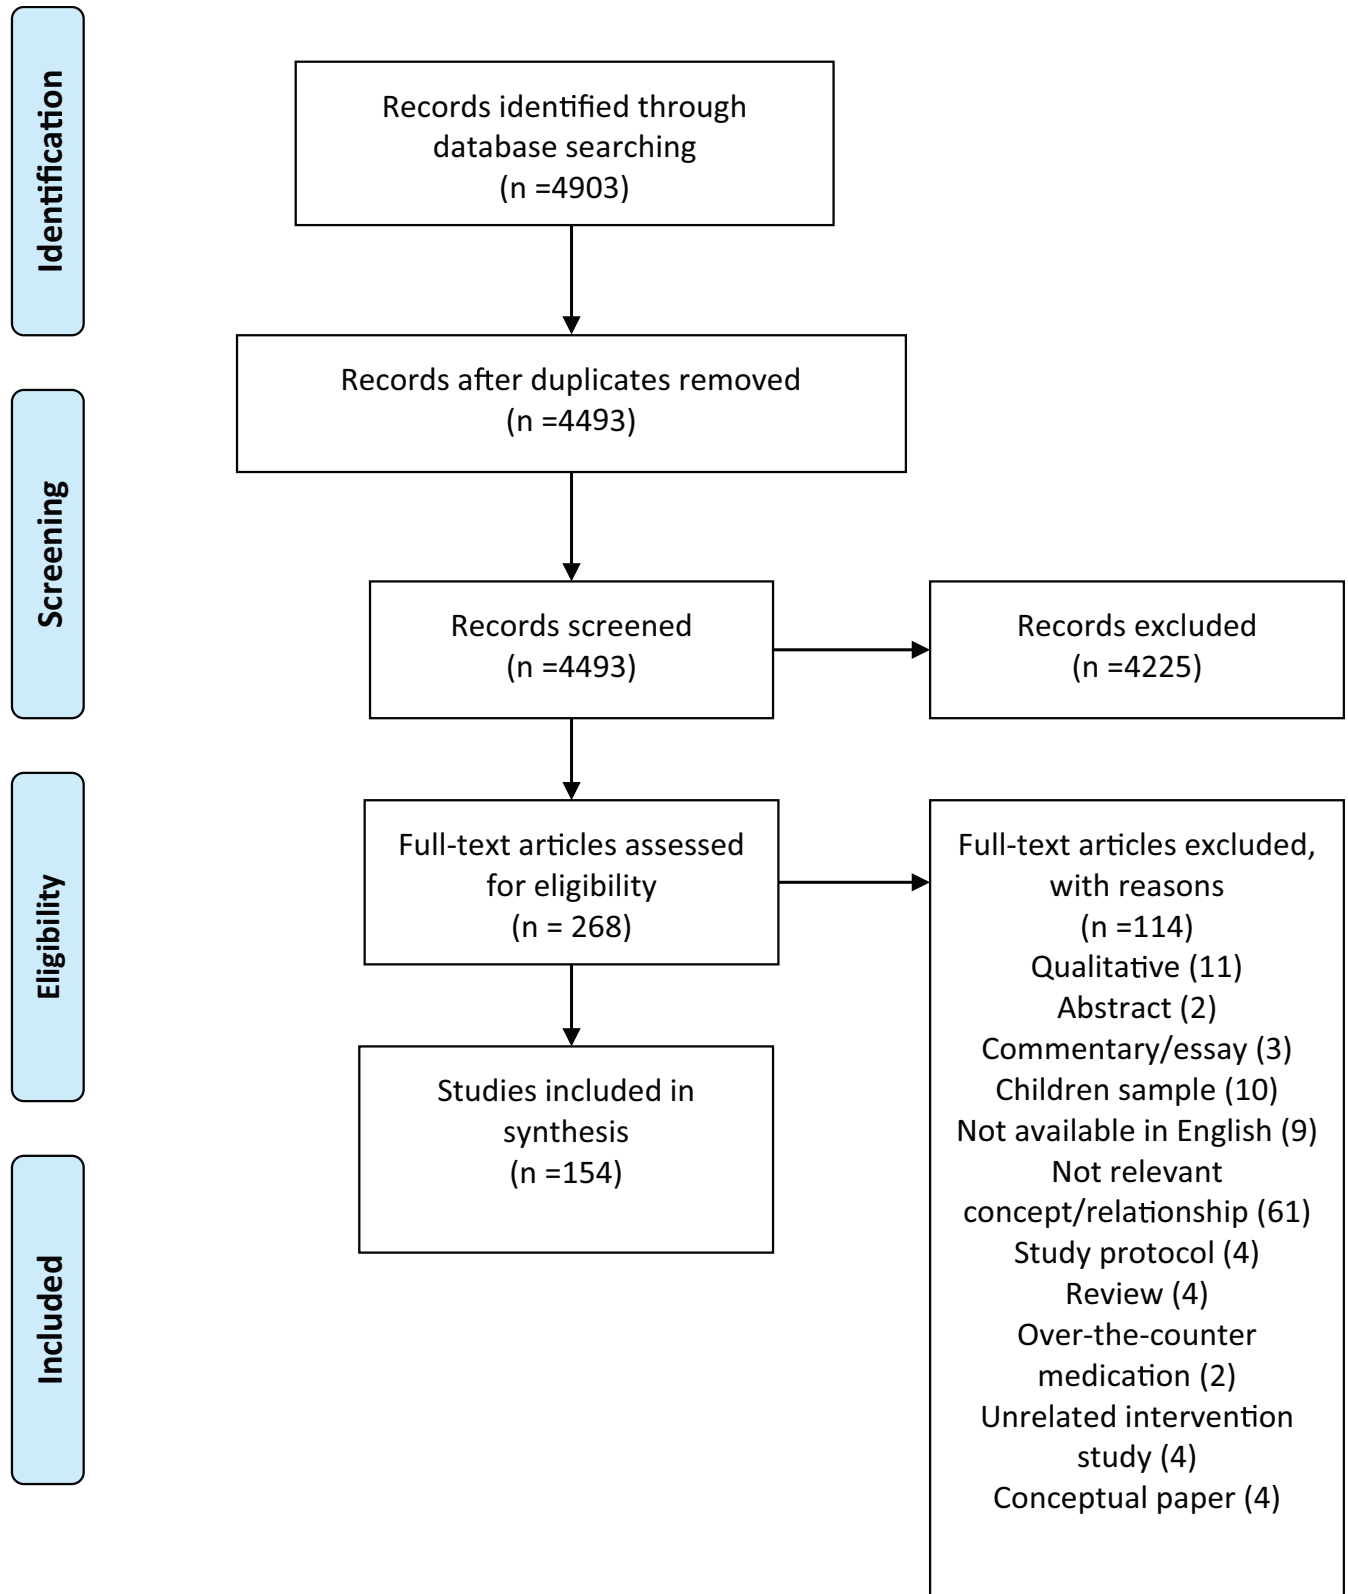 Identification
Records identified through
database searching
(n =4903)
Records after duplicates removed
(n =4493)
Screening
Records screened
(n =4493)
Records excluded
(n =4225)
Eligibility
Full-text articles assessed
for eligibility
(n = 268)
Full-text articles excluded,
with reasons
(n =114)
Qualitative (11)
Abstract (2)
Commentary/essay (3)
Children sample (10)
Not available in English (9)
Not relevant
concept/relationship (61)
Study protocol (4)
Review (4)
Over-the-counter
medication (2)
Unrelated intervention
study (4)
Conceptual paper (4)
Included
Studies included in
synthesis
(n =154)